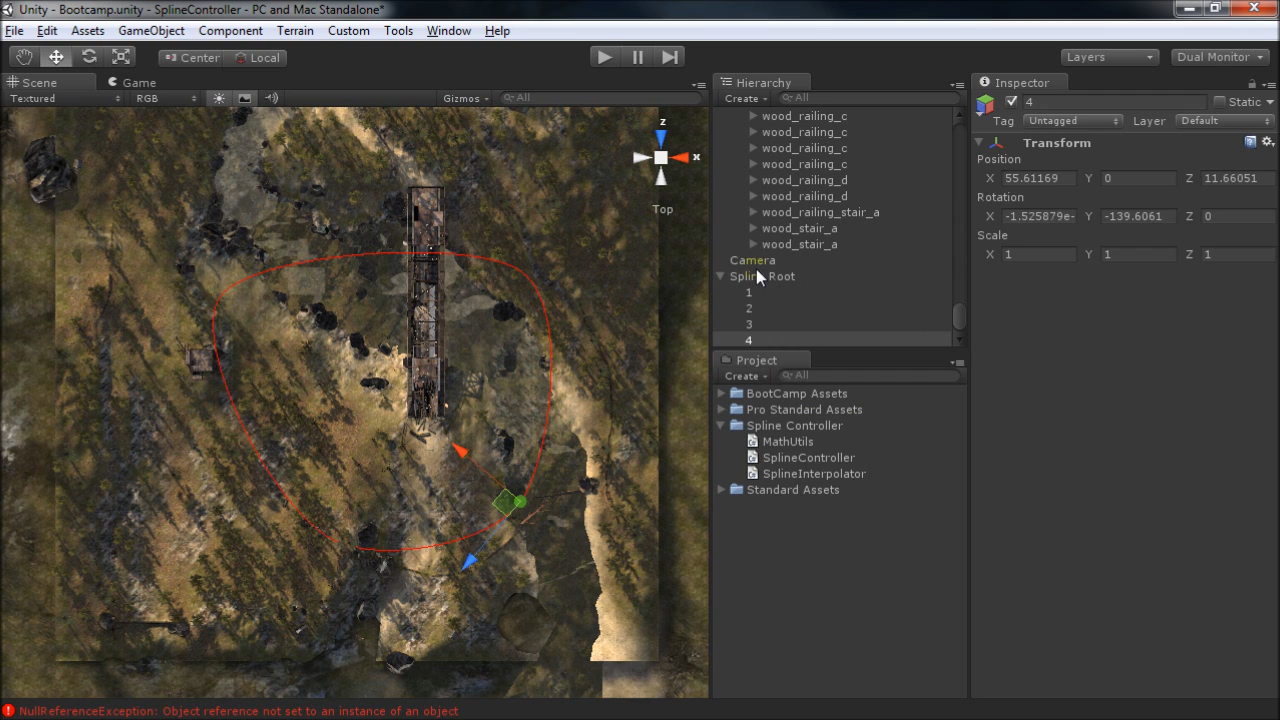 Unity - Bootcamp.unity - SplineController - PC and Mac Standalone*
File Edit Assets GameObject Component Terrain Custom Tools Window Help
Center Local Layers Dual Monitor
Scene Game
Textured RGB Gizmos All
z
x
Top
Hierarchy
Create All
wood_railing_c
wood_railing_c
wood_railing_c
wood_railing_c
wood_railing_d
wood_railing_d
wood_railing_stair_a
wood_stair_a
wood_stair_a
Camera
Spline Root
1
2
3
4
Project
Create All
BootCamp Assets
Pro Standard Assets
Spline Controller
MathUtils
SplineController
SplineInterpolator
Standard Assets
Inspector
4 Static
Tag Untagged Layer Default
Transform
Position
X 55.61169 Y 0 Z 11.66051
Rotation
X -1.525879e- Y -139.6061 Z 0
Scale
X 1 Y 1 Z 1
NullReferenceException: Object reference not set to an instance of an object